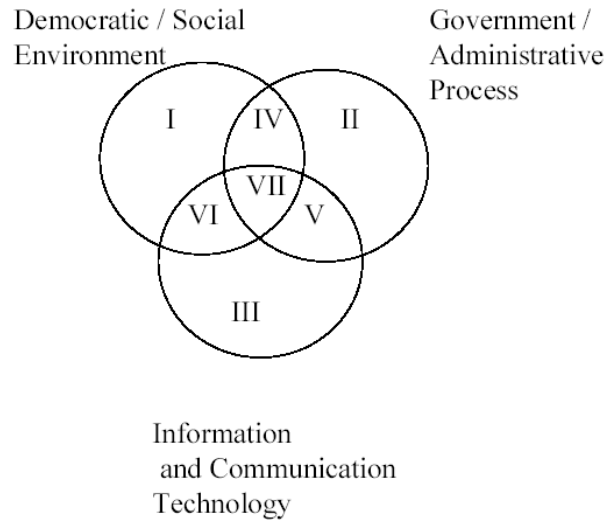 Democratic / Social
Environment
Government /
Administrative
Process
I
IV
II
VII
VI
V
III
Information
and Communication
Technology